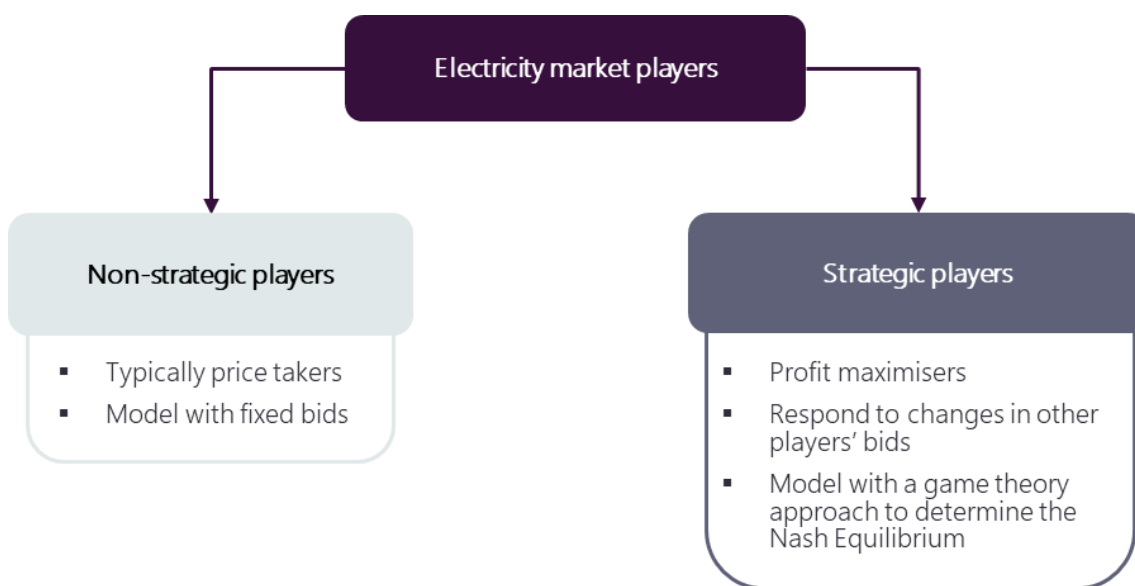 Electricity market players
Non-strategic players
▪ Typically price takers
▪ Model with fixed bids
Strategic players
▪ Profit maximisers
▪ Respond to changes in other
players’ bids
▪ Model with a game theory
approach to determine the
Nash Equilibrium